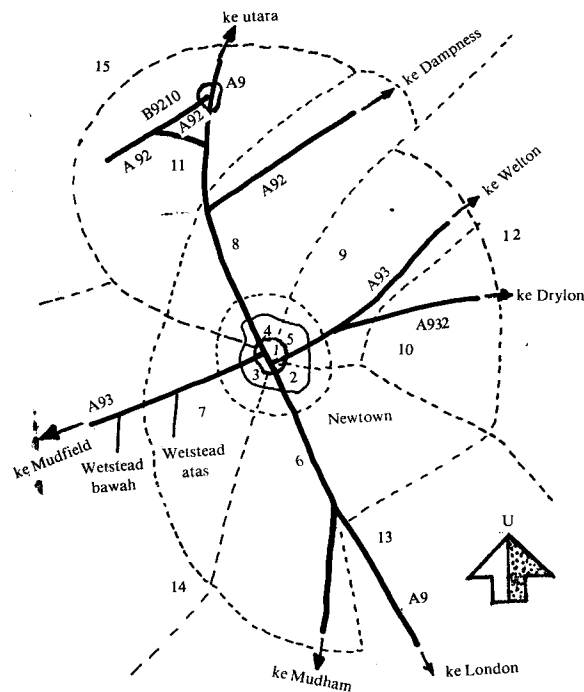 ke utara
15
A9
B9210
A92
A92
ke Dampness
11
A92
ke Welton
8
9
12
A93
ke Drylon
A932
4
5
1
3
2
10
A93
7
Newtown
ke Mudfield
Wetstead
bawah
Wetstead
atas
6
U
13
14
A9
ke Mudham
ke London